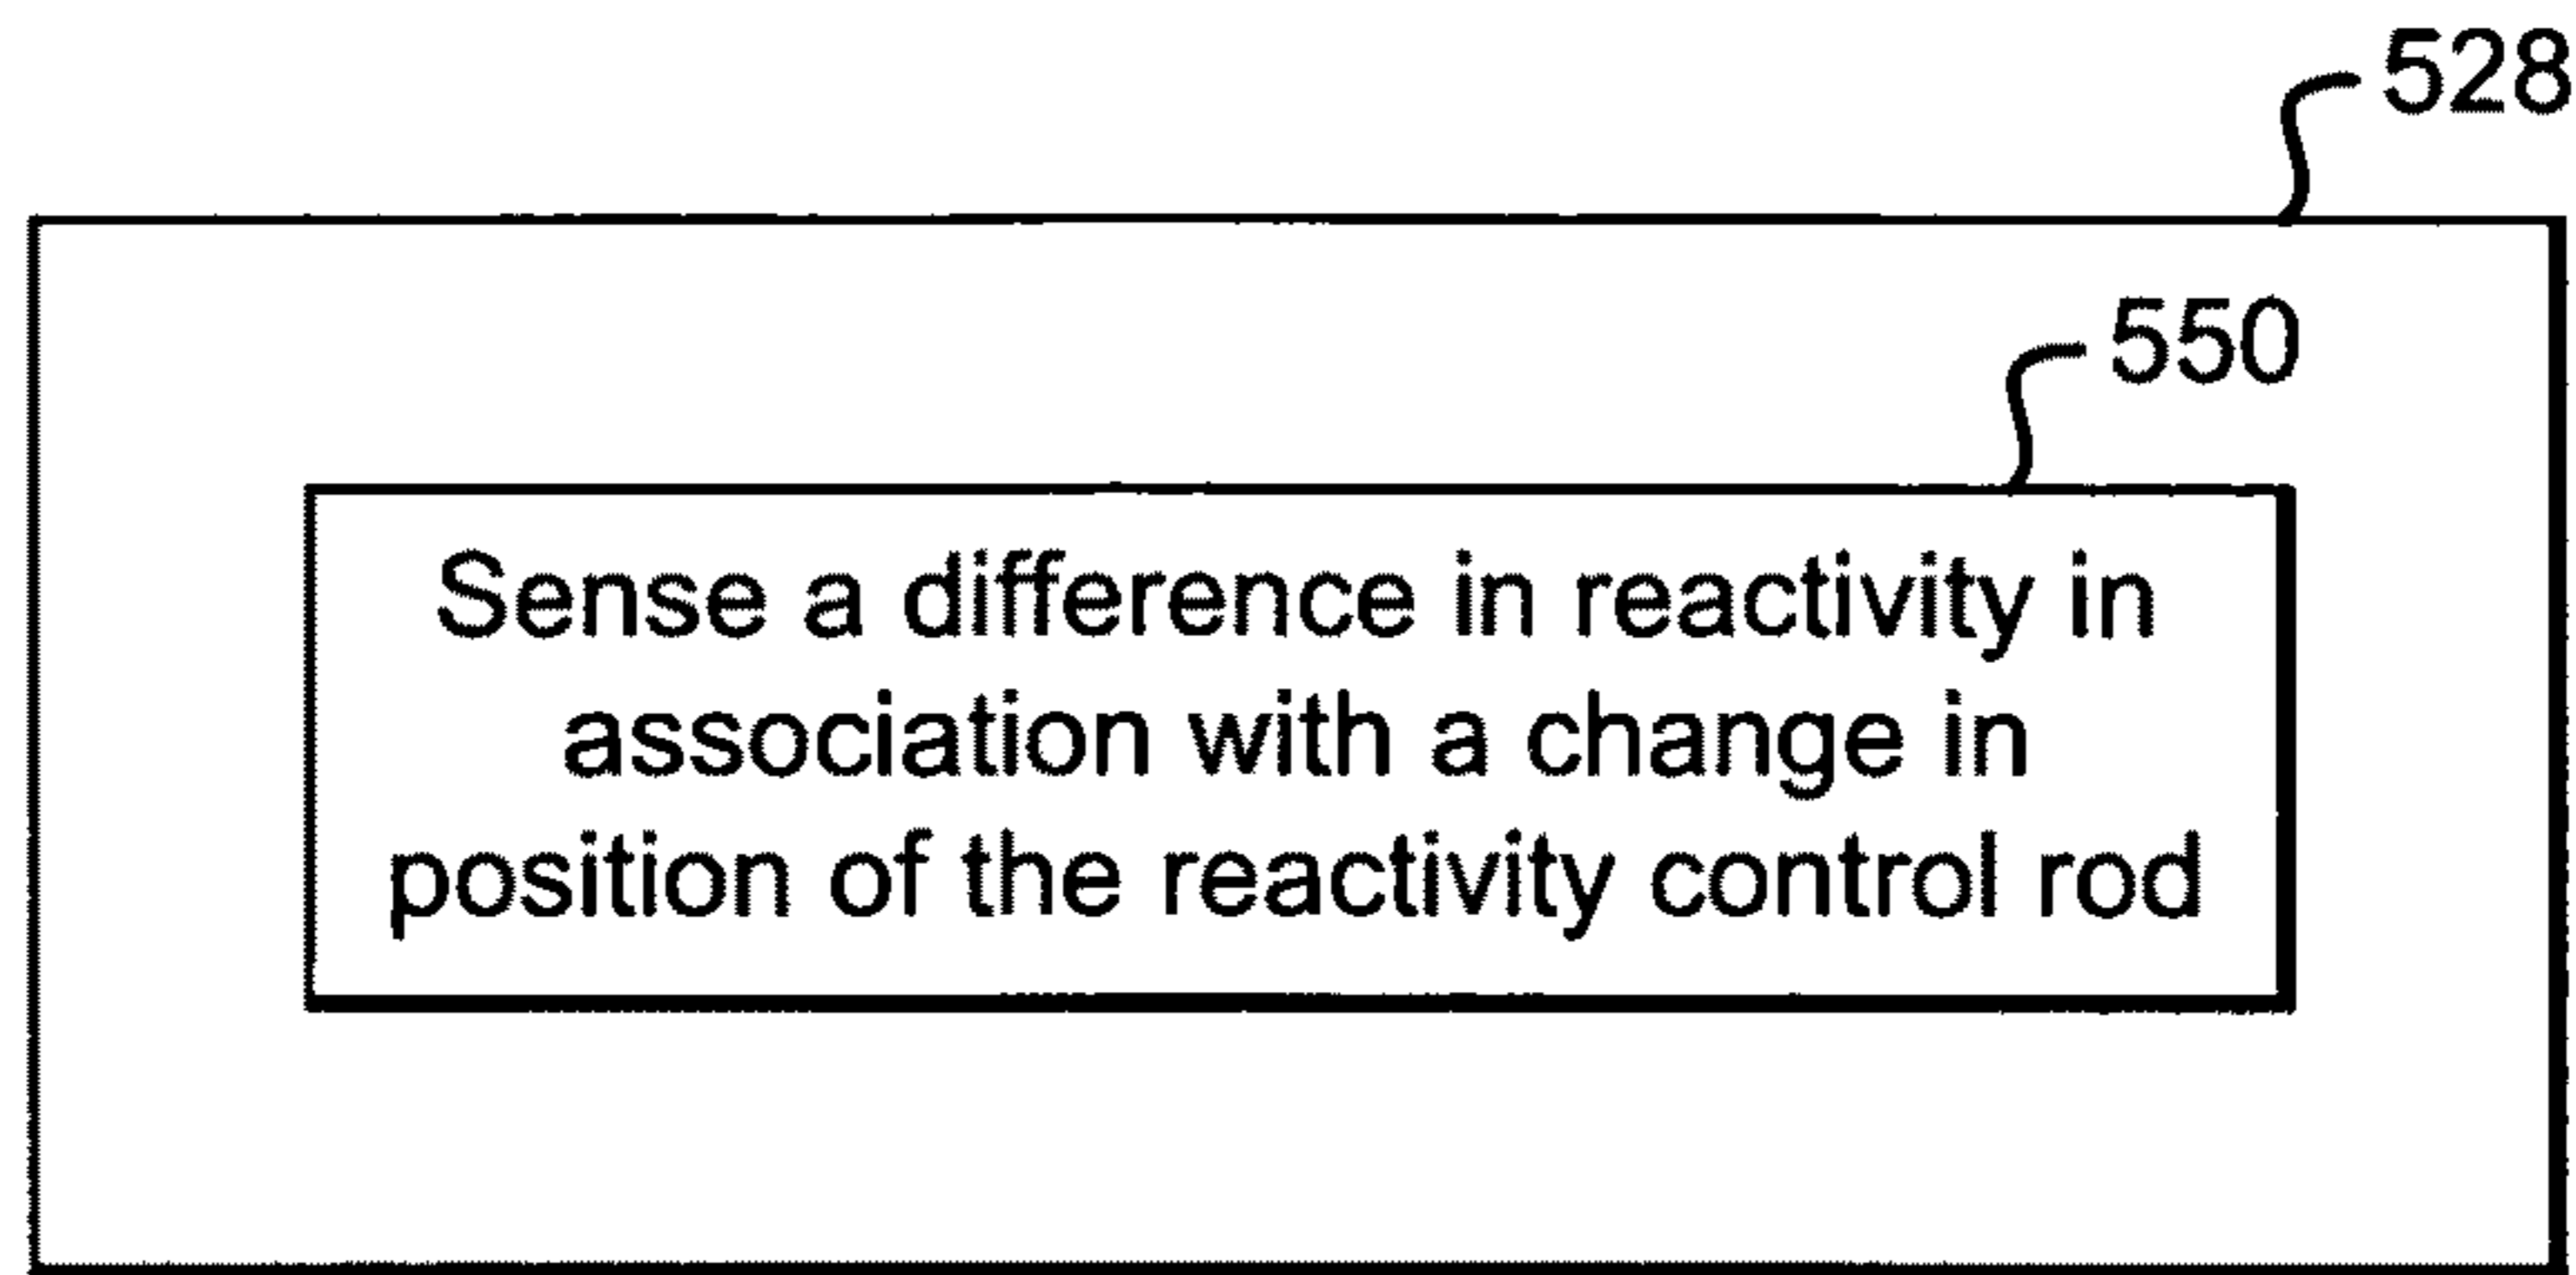 528
550
Sense a difference in reactivity in
association with a change in
position of the reactivity control rod